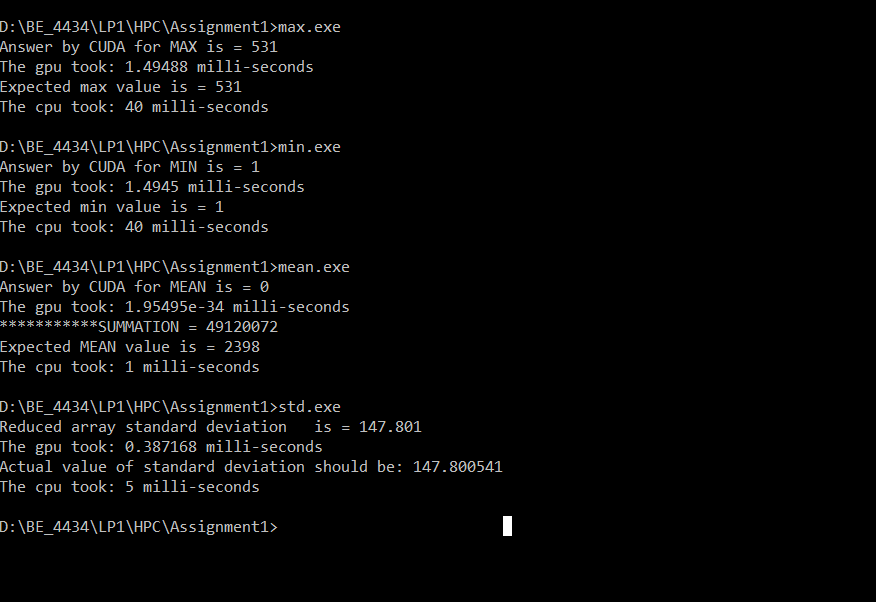 D:\BE_4434\LP1\HPC\Assignment1>max.exe
Answer by CUDA for MAX is = 531
The gpu took: 1.49488 milli-seconds
Expected max value is = 531
The cpu took: 40 milli-seconds
D:\BE_4434\LP1\HPC\Assignment1>min.exe
Answer by CUDA for MIN is = 1
The gpu took: 1.4945 milli-seconds
Expected min value is = 1
The cpu took: 40 milli-seconds
D:\BE_4434\LP1\HPC\Assignment1>mean.exe
Answer by CUDA for MEAN is = 0
The gpu took: 1.95495e-34 milli-seconds
***********SUMMATION = 49120072
Expected MEAN value is = 2398
The cpu took: 1 milli-seconds
D:\BE_4434\LP1\HPC\Assignment1>std.exe
Reduced array standard deviation   is = 147.801
The gpu took: 0.387168 milli-seconds
Actual value of standard deviation should be: 147.800541
The cpu took: 5 milli-seconds
D:\BE_4434\LP1\HPC\Assignment1>